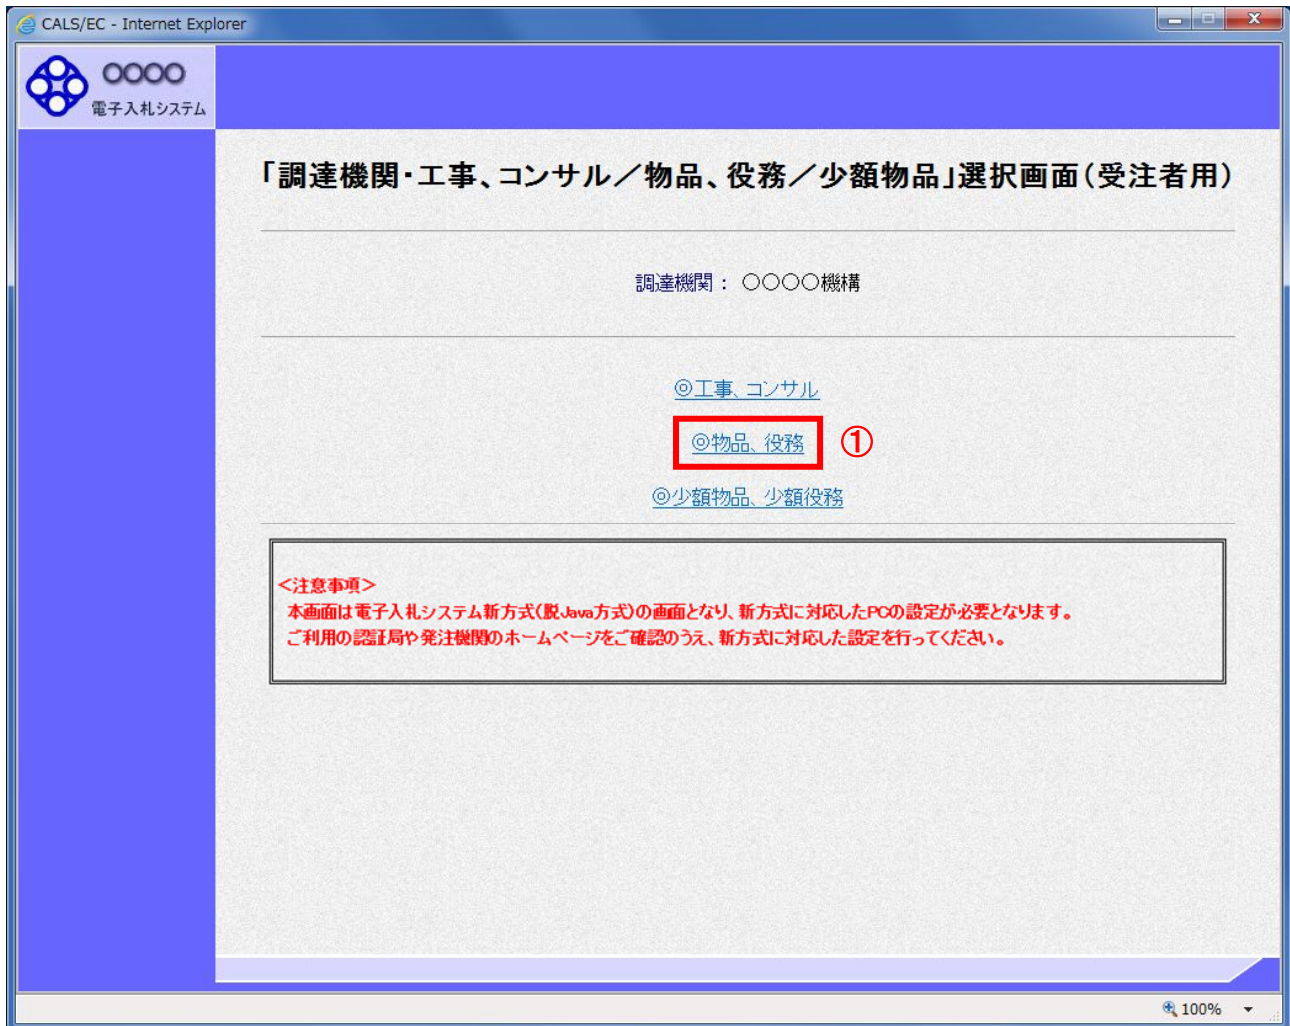 CALS/EC - Internet Explorer
○○○○
電子入札システム
「調達機関・工事、コンサル／物品、役務／少額物品」選択画面（受注者用）
調達機関： ○○○○機構
◎工事、コンサル
◎物品、役務 ①
◎少額物品、少額役務
＜注意事項＞
本画面は電子入札システム新方式(脱Java方式)の画面となり、新方式に対応したPCの設定が必要となります。
ご利用の認証局や発注機関のホームページをご確認のうえ、新方式に対応した設定を行ってください。
100%